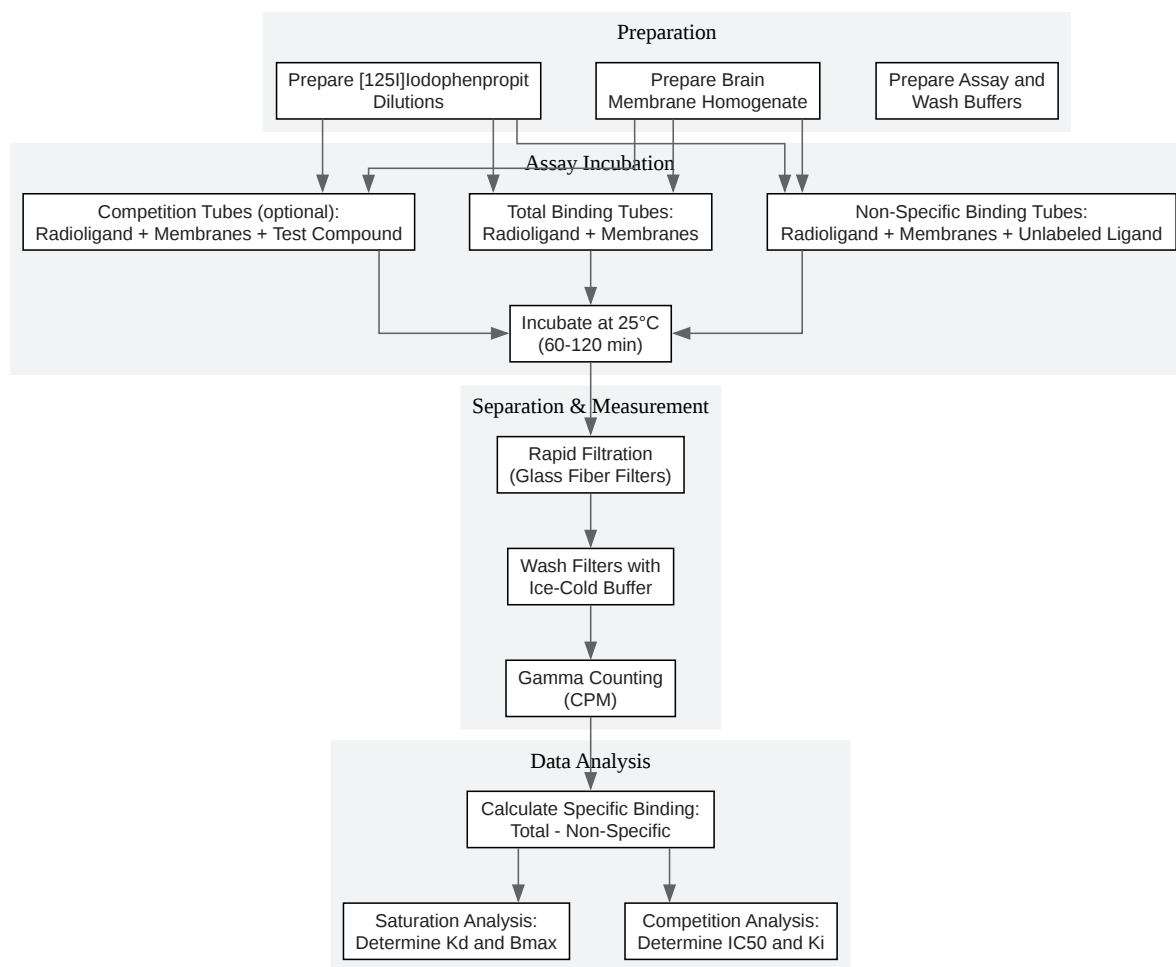 Preparation
Prepare [125I]Iodophenpropit
Dilutions
Prepare Brain
Membrane Homogenate
Prepare Assay and
Wash Buffers
Assay Incubation
Competition Tubes (optional):
Radioligand + Membranes + Test Compound
Total Binding Tubes:
Radioligand + Membranes
Non-Specific Binding Tubes:
Radioligand + Membranes + Unlabeled Ligand
Incubate at 25°C
(60-120 min)
Separation & Measurement
Rapid Filtration
(Glass Fiber Filters)
Wash Filters with
Ice-Cold Buffer
Gamma Counting
(CPM)
Data Analysis
Calculate Specific Binding:
Total - Non-Specific
Saturation Analysis:
Determine Kd and Bmax
Competition Analysis:
Determine IC50 and Ki